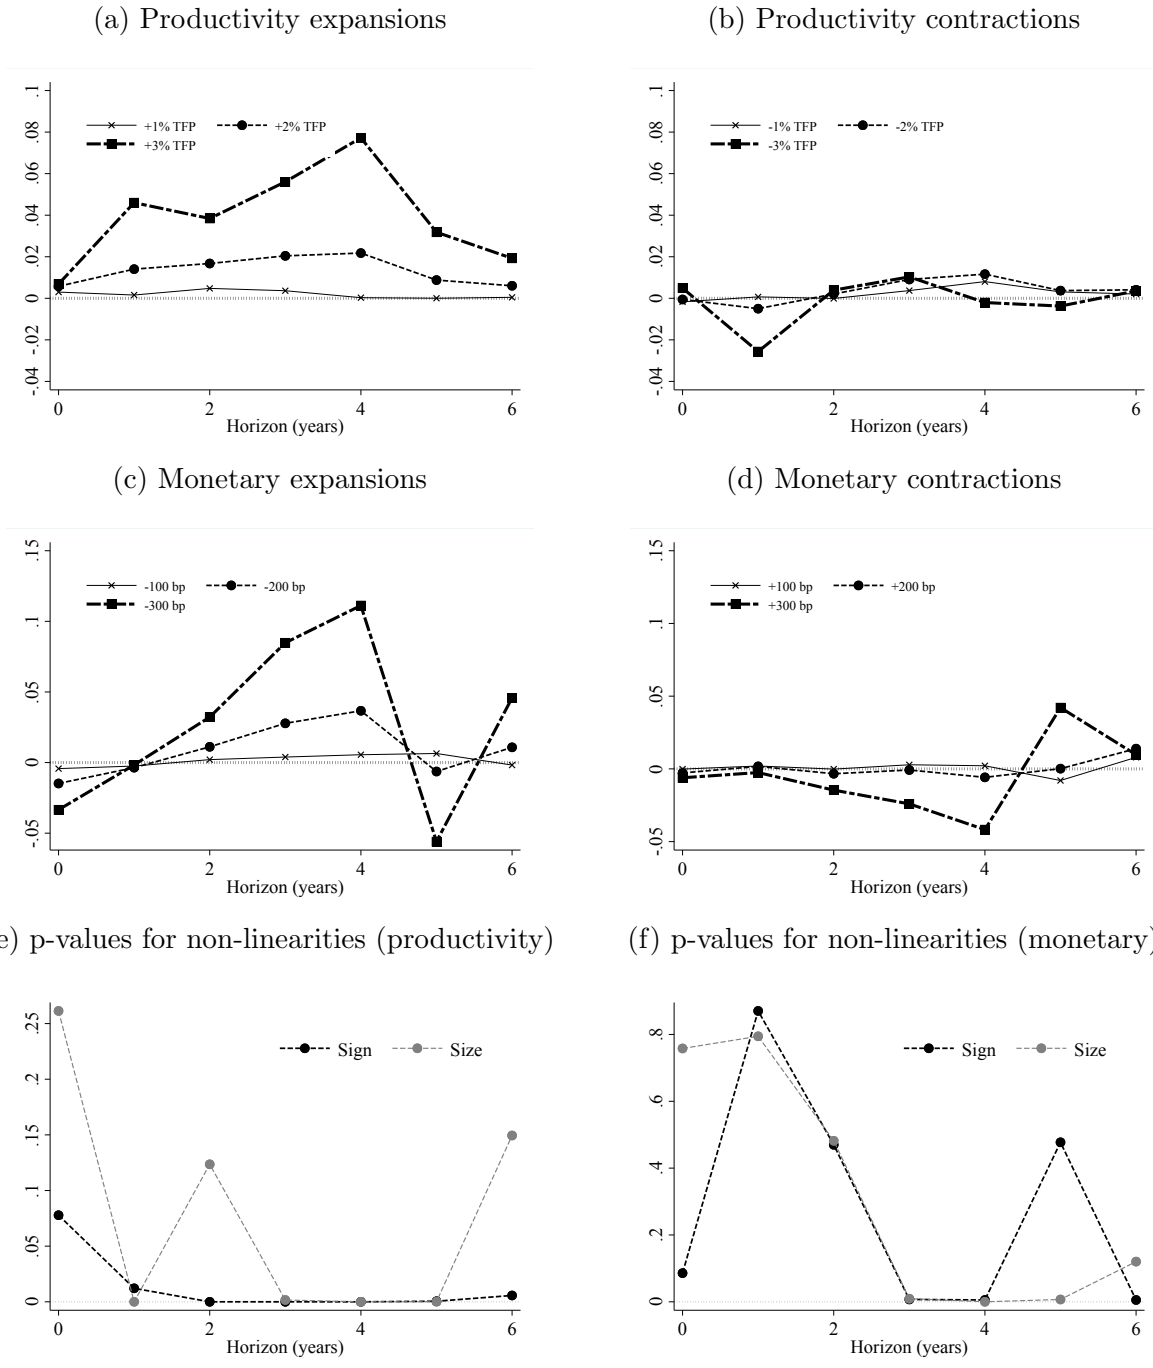 (a) Productivity expansions
(b) Productivity contractions
.1
.08
.06
.04
.02
0
-.02
-.04
+1% TFP
+2% TFP
+3% TFP
0
2
4
6
Horizon (years)
.1
.08
.06
.04
.02
0
-.02
-.04
-1% TFP
-2% TFP
-3% TFP
0
2
4
6
Horizon (years)
(c) Monetary expansions
(d) Monetary contractions
.15
.1
.05
0
-.05
-100 bp
-200 bp
-300 bp
0
2
4
6
Horizon (years)
.15
.1
.05
0
-.05
+100 bp
+200 bp
+300 bp
0
2
4
6
Horizon (years)
e) p-values for non-linearities (productivity)
(f) p-values for non-linearities (monetary)
.25
.2
.15
.1
.05
0
Sign
Size
0
2
4
6
Horizon (years)
.8
.6
.4
.2
0
Sign
Size
0
2
4
6
Horizon (years)